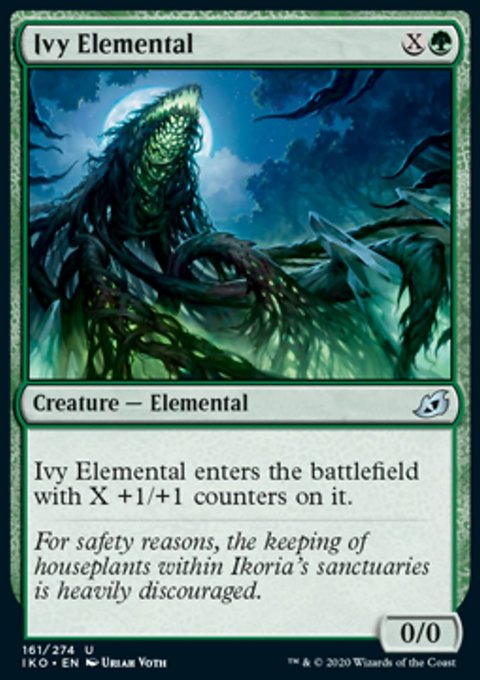 Ivy Elemental X
Creature — Elemental
Ivy Elemental enters the battlefield
with X +1/+1 counters on it.
For safety reasons, the keeping of
houseplants within Ikoria's sanctuaries
is heavily discouraged.
0/0
161/274 U
IKO • EN Uriah Voth
™ & © 2020 Wizards of the Coast